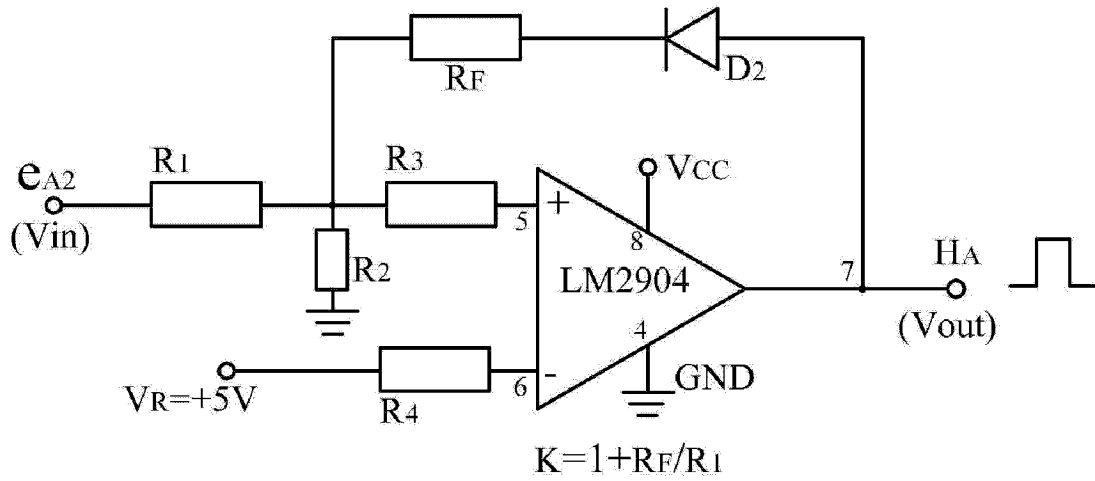 RF
D2
eA2
(Vin)
R1
R3
R2
VCC
5
+
8
LM2904
7
HA
(Vout)
4
GND
VR=+5V
R4
6
-
K=1+RF/R1